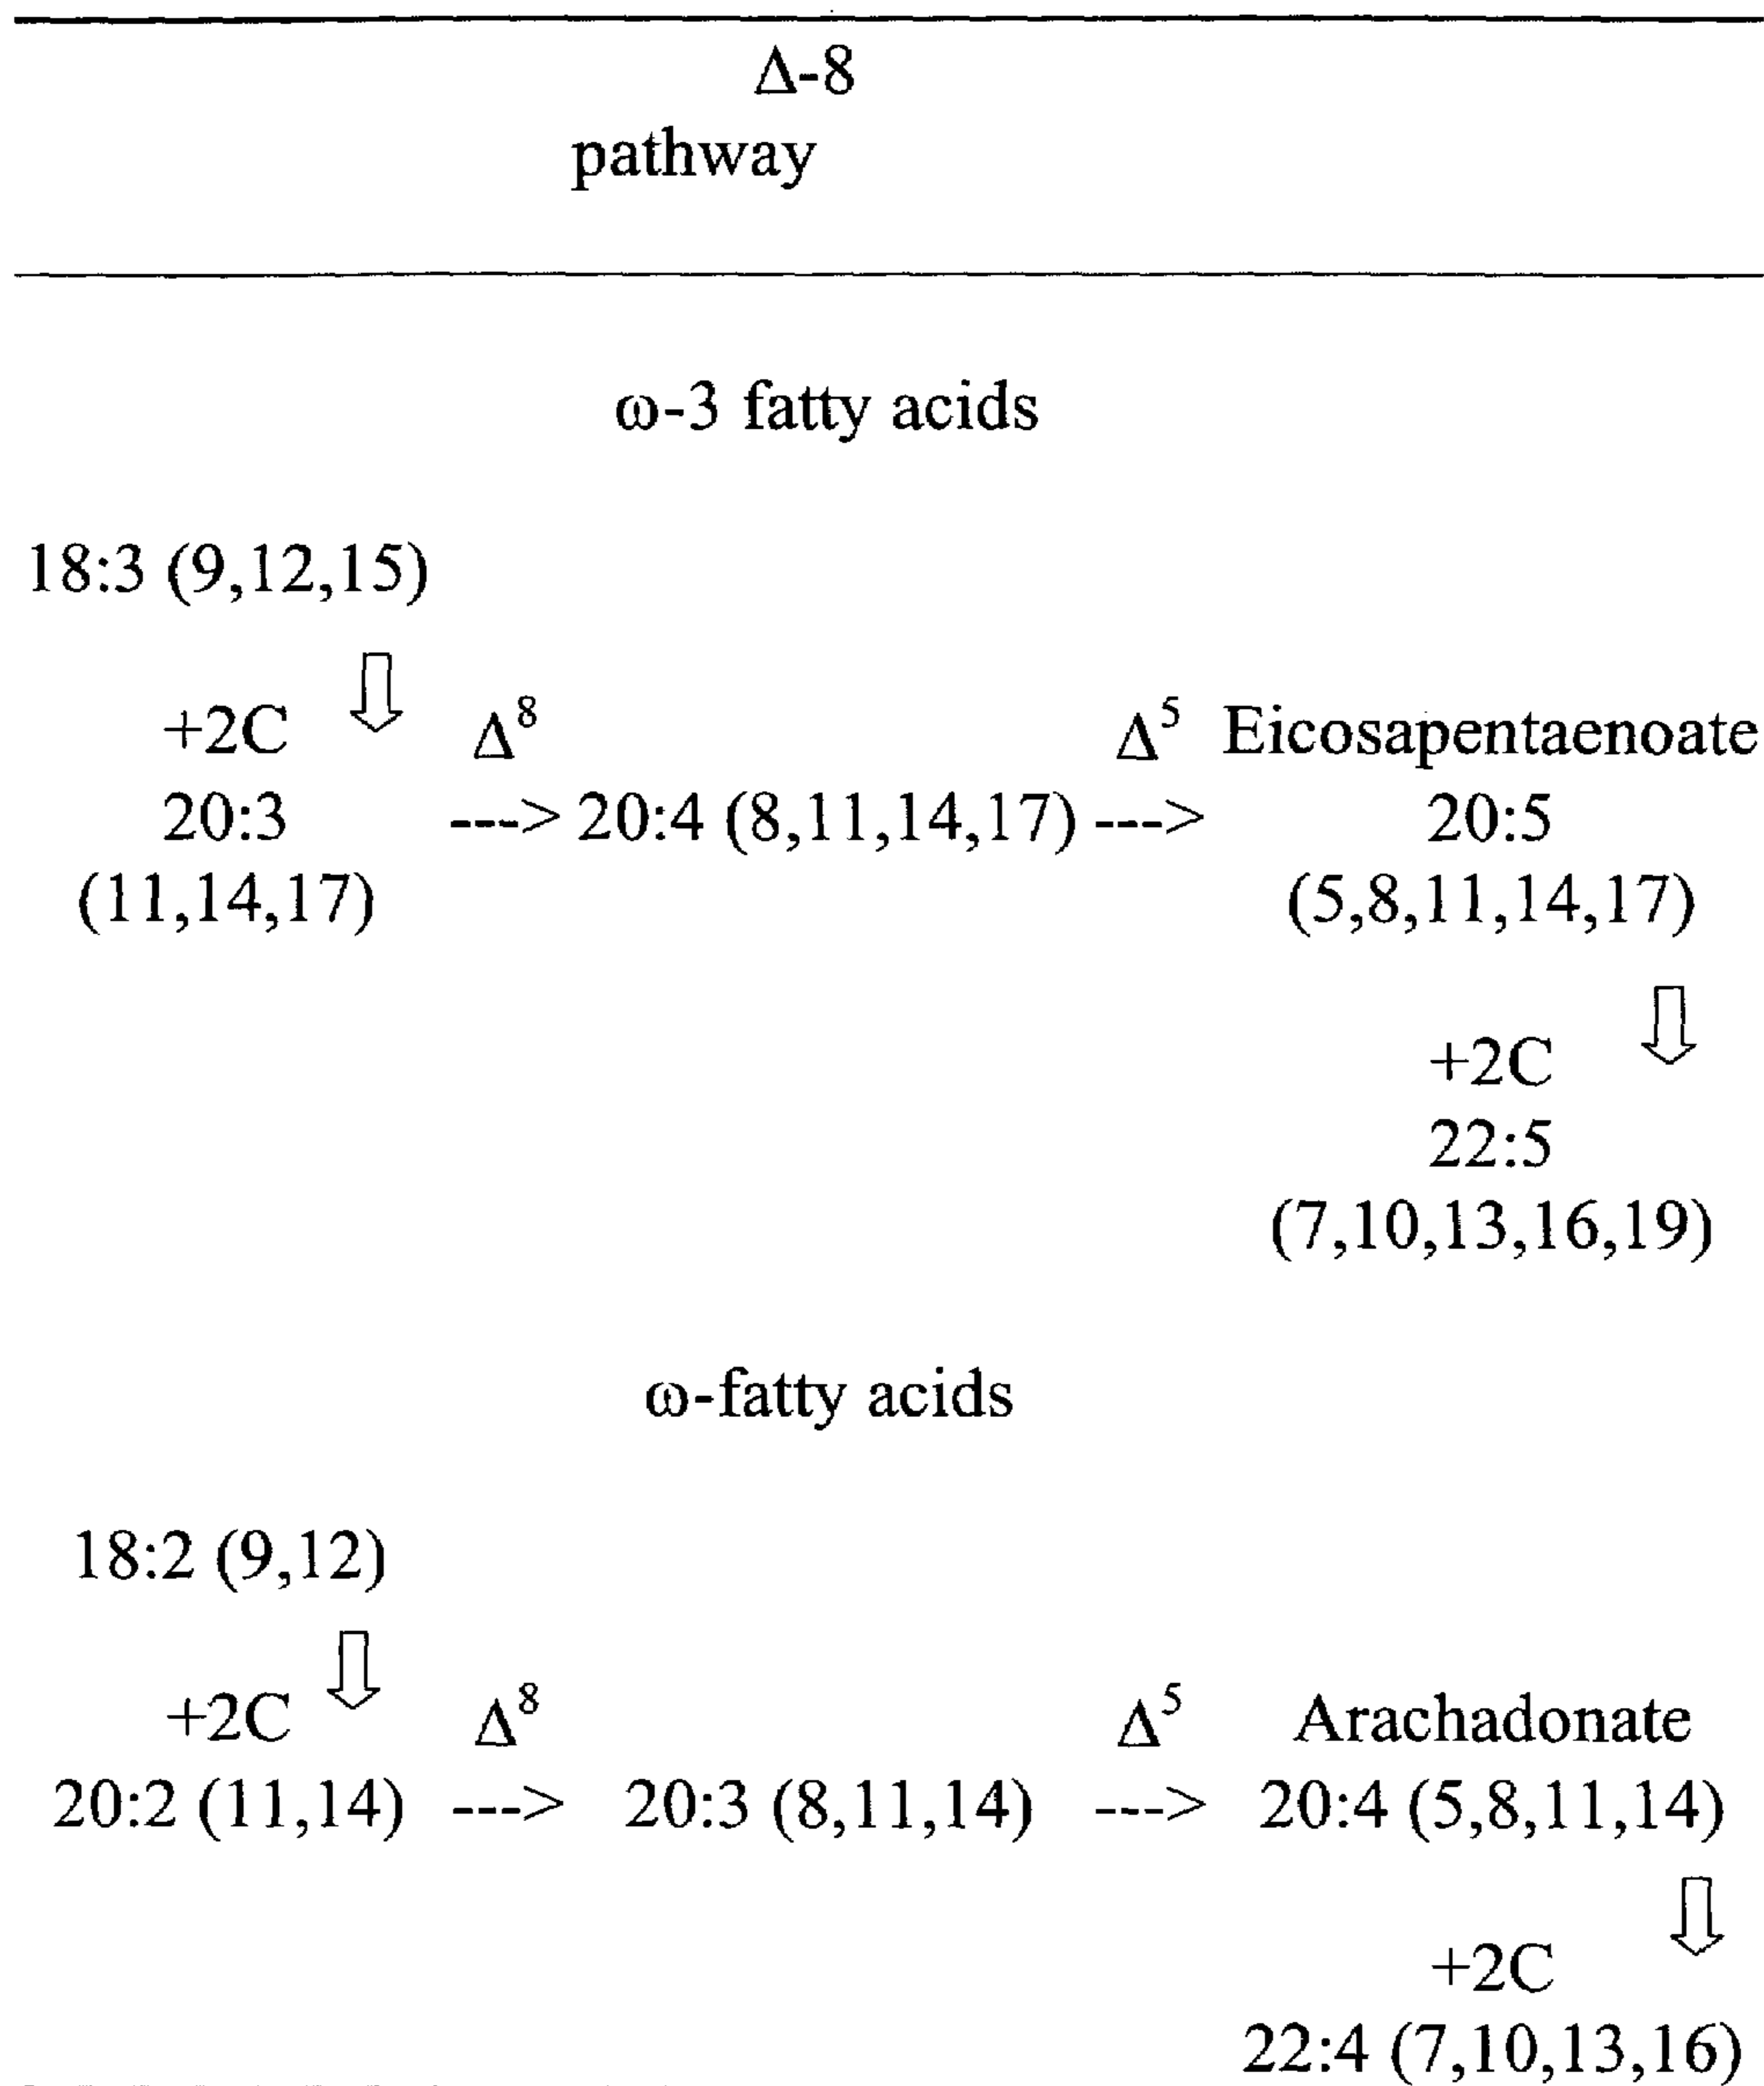 Δ-8
pathway
ω-3 fatty acids
18:3 (9,12,15)
+2C Δ⁸ Δ⁵ Eicosapentaenoate
20:3 ---> 20:4 (8,11,14,17) ---> 20:5
(11,14,17) (5,8,11,14,17)
+2C
22:5
(7,10,13,16,19)
ω-fatty acids
18:2 (9,12)
+2C Δ⁸ Δ⁵ Arachadonate
20:2 (11,14) ---> 20:3 (8,11,14) ---> 20:4 (5,8,11,14)
+2C
22:4 (7,10,13,16)